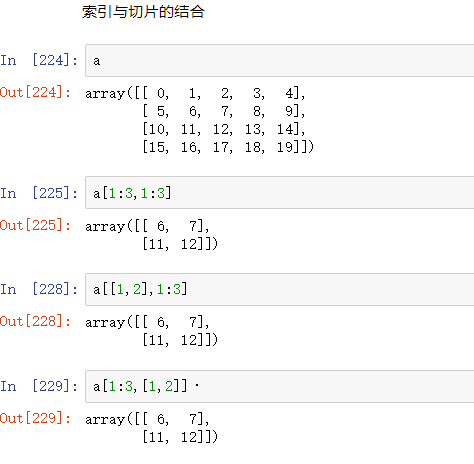 索引与切片的结合
In [224]: a
Out[224]: array([[ 0, 1, 2, 3, 4],
[ 5, 6, 7, 8, 9],
[10, 11, 12, 13, 14],
[15, 16, 17, 18, 19]])
In [225]: a[1:3,1:3]
Out[225]: array([[ 6, 7],
[11, 12]])
In [228]: a[[1,2],1:3]
Out[228]: array([[ 6, 7],
[11, 12]])
In [229]: a[1:3,[1,2]]·
Out[229]: array([[ 6, 7],
[11, 12]])